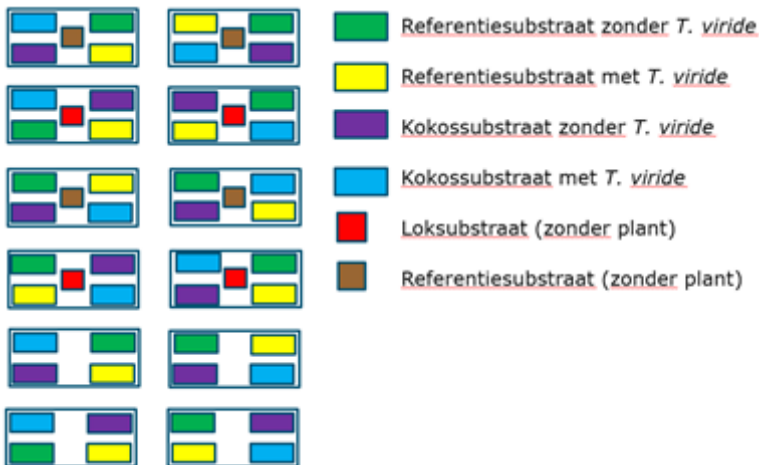 Referentiesubstraat zonder T. viride
Referentiesubstraat met T. viride
Kokossubstraat zonder T. viride
Kokossubstraat met T. viride
Loksubstraat (zonder plant)
Referentiesubstraat (zonder plant)